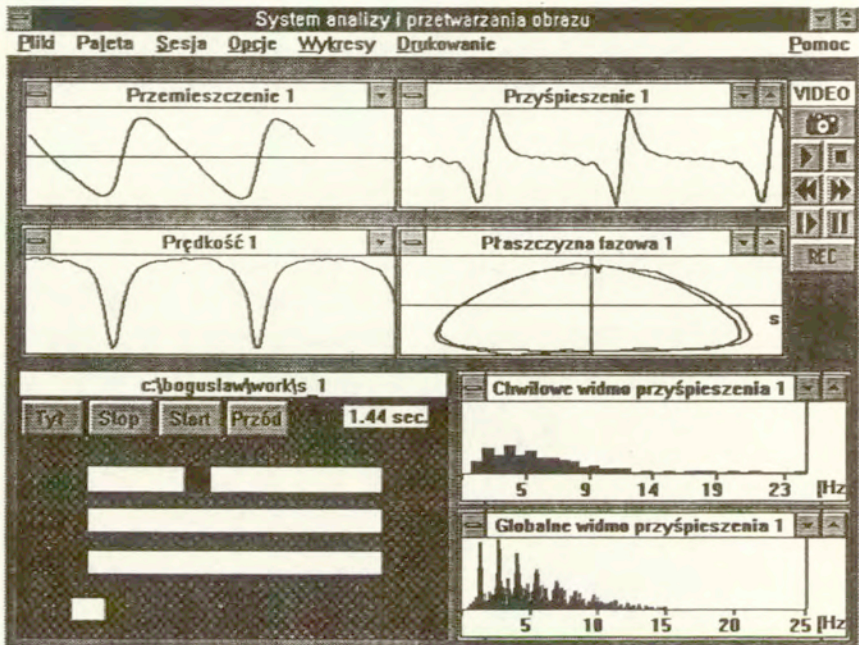 System analizy i przetwarzania obrazu
Pliki Paleta Sesja Opcje Wykresy Drukowanie Pomoc
Przemieszczenie 1
Przyśpieszenie 1
VIDEO
Prędkość 1
Płaszczyzna fazowa 1
REC
s
c:\boguslaw\work\s_1
Tył Stop Start Przód 1.44 sec.
Chwilowe widmo przyśpieszenia 1
5 9 14 19 23 [Hz
Globalne widmo przyśpieszenia 1
5 10 15 20 25 [Hz